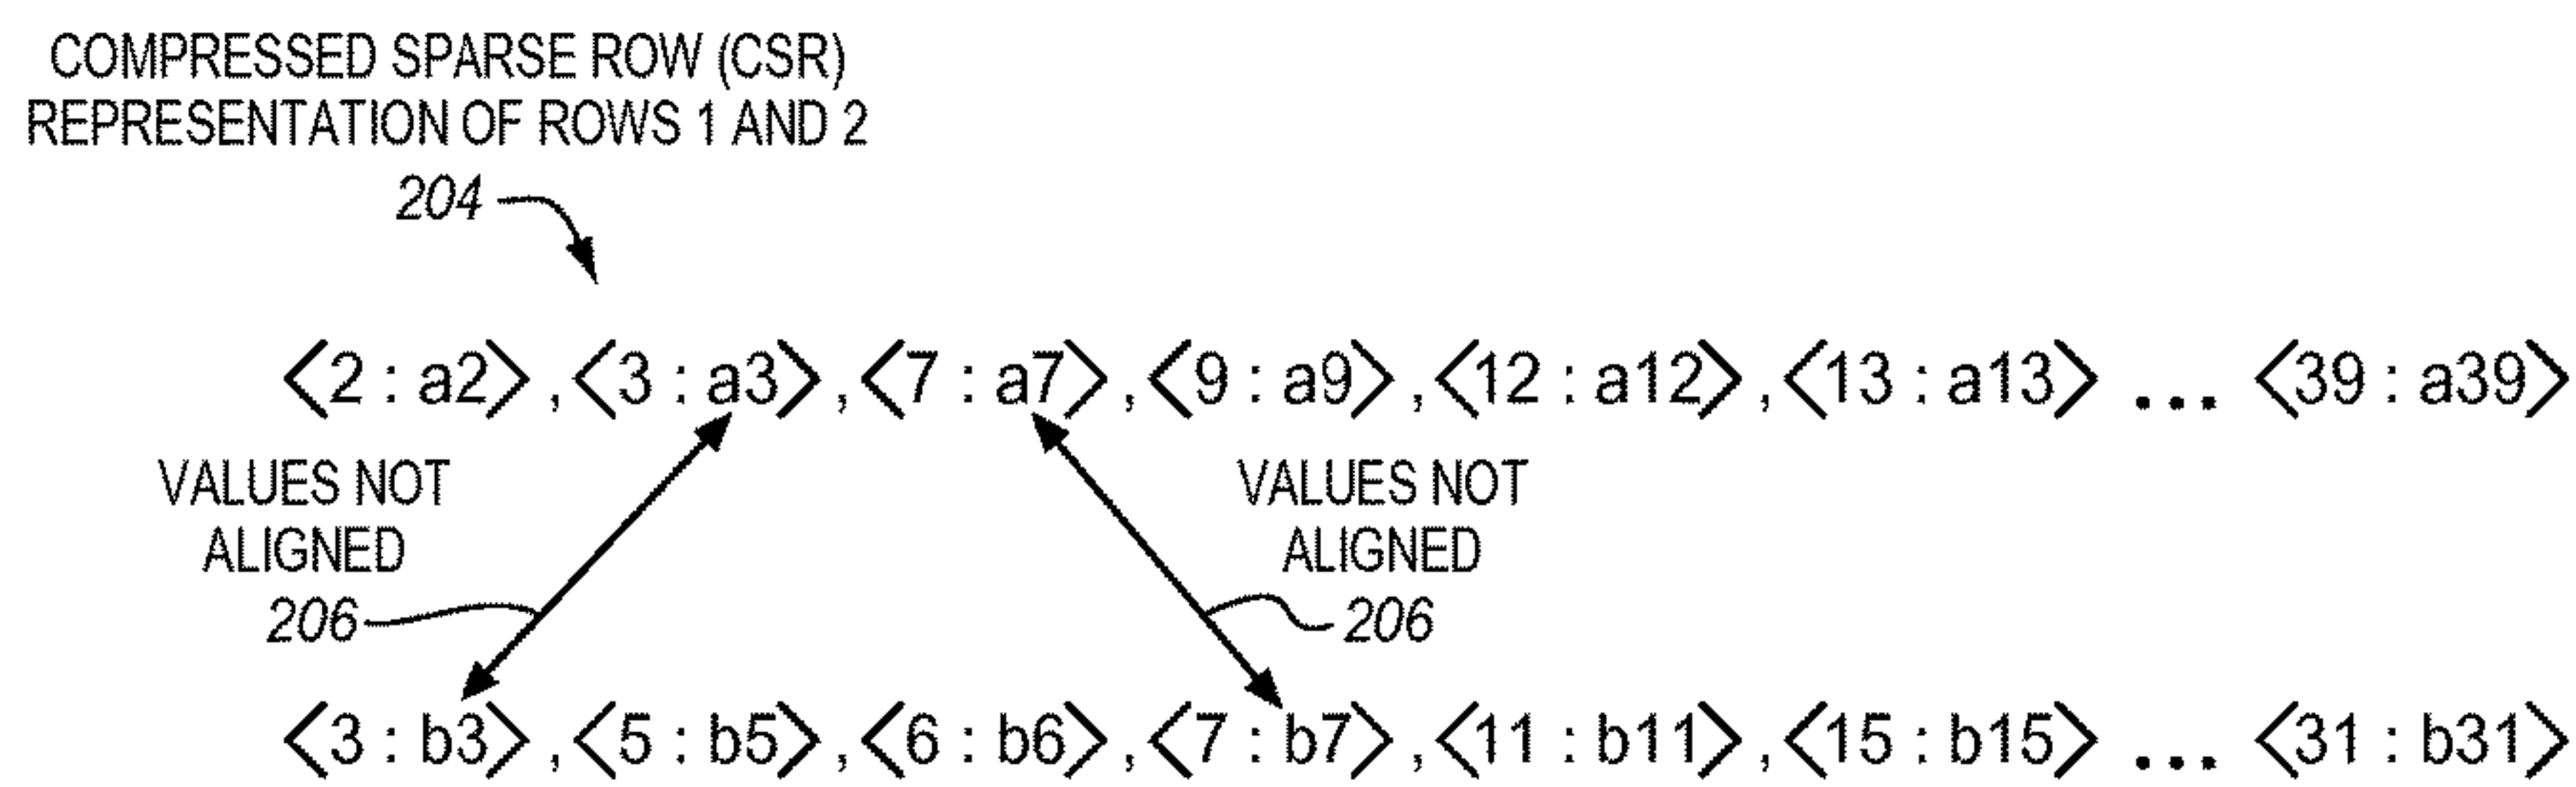 COMPRESSED SPARSE ROW (CSR)
REPRESENTATION OF ROWS 1 AND 2
204
<2 : a2> , <3 : a3> , <7 : a7> , <9 : a9> , <12 : a12> , <13 : a13> ... <39 : a39>
VALUES NOT
ALIGNED
206
VALUES NOT
ALIGNED
206
<3 : b3> , <5 : b5> , <6 : b6> , <7 : b7> , <11 : b11> , <15 : b15> ... <31 : b31>